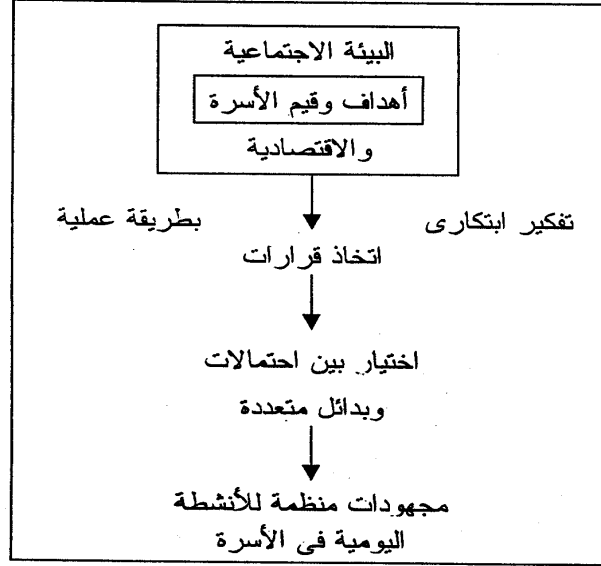 البيئة الاجتماعية
أهداف وقيم الأسرة
والاقتصادية
تفكير ابتكارى
بطريقة عملية
اتخاذ قرارات
اختيار بين احتمالات
وبدائل متعددة
مجهودات منظمة للأنشطة
اليومية فى الأسرة